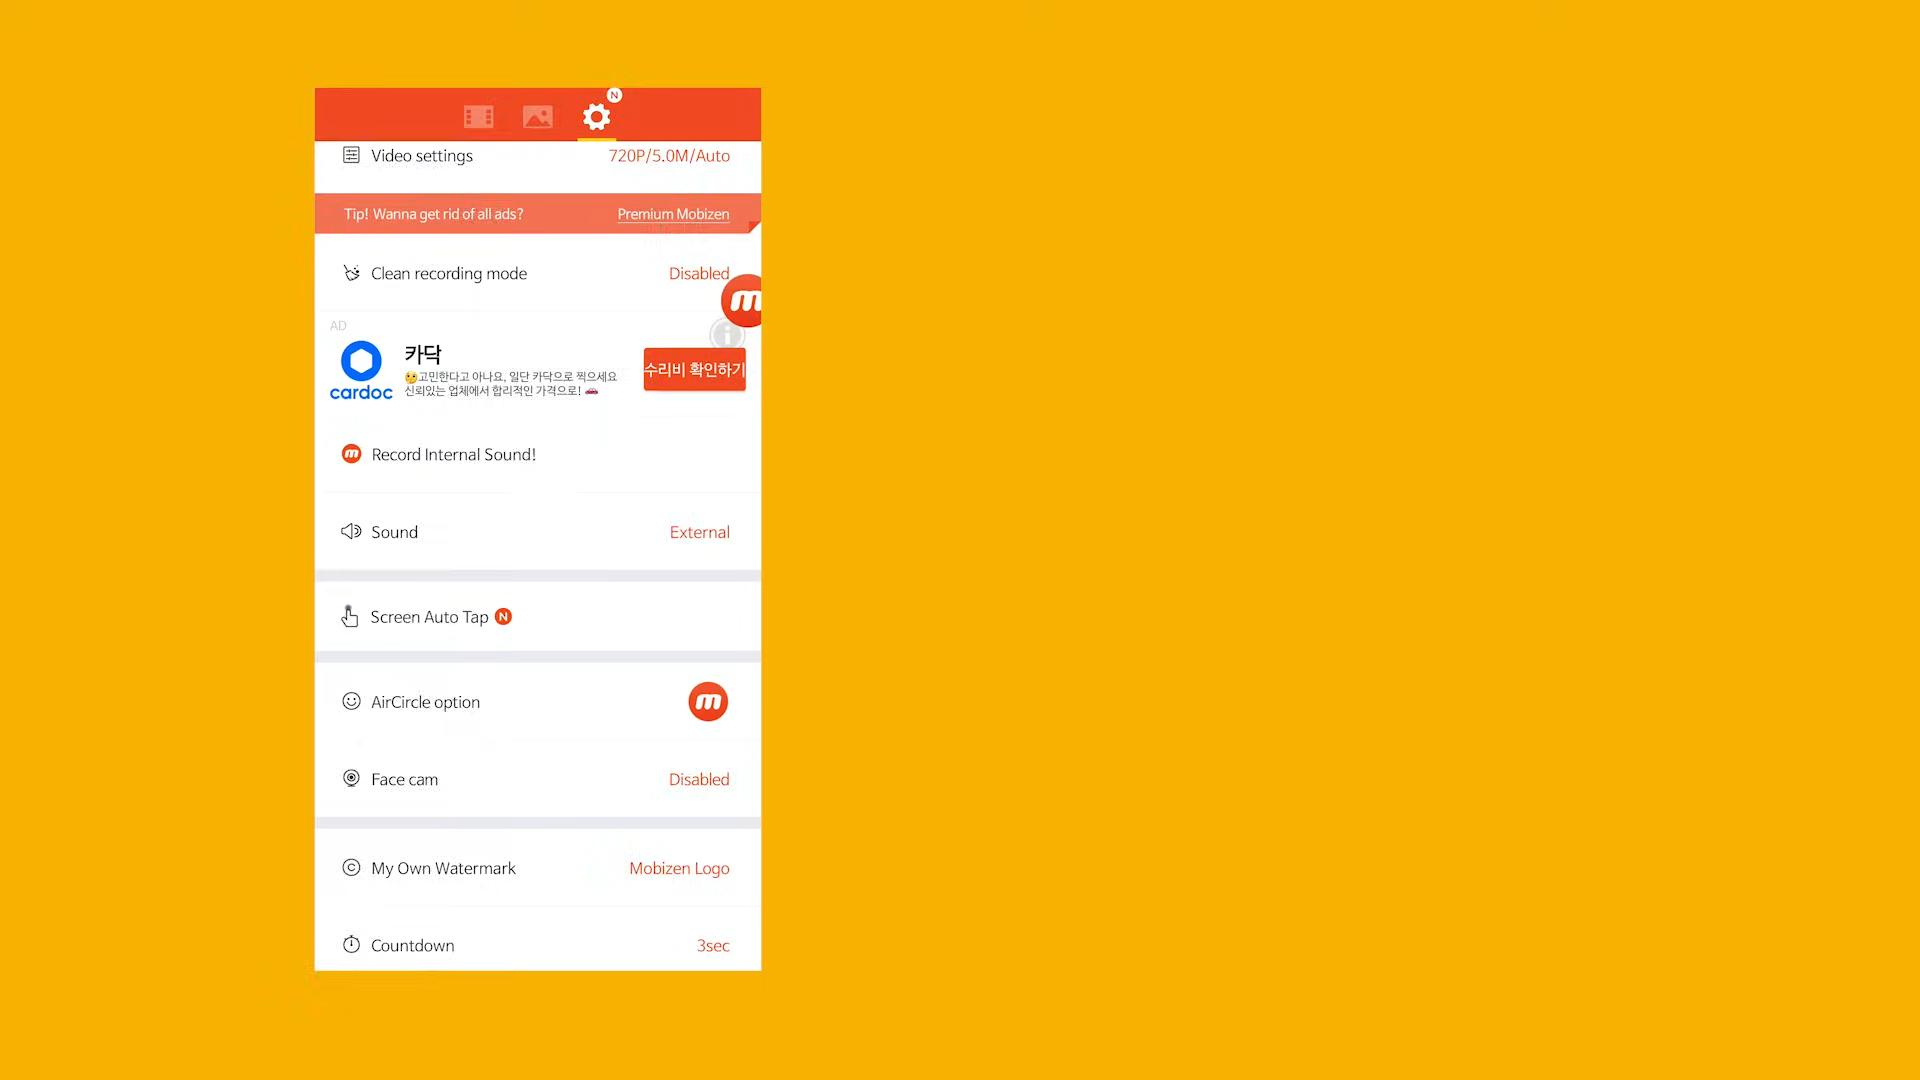 N
Video settings 720P/5.0M/Auto
Tip! Wanna get rid of all ads? Premium Mobizen
Clean recording mode Disabled
m
AD
카닥
cardoc
🤔고민한다고 아나요, 일단 카닥으로 찍으세요
신뢰있는 업체에서 합리적인 가격으로! 🚗
수리비 확인하기
m Record Internal Sound!
Sound External
Screen Auto Tap N
AirCircle option m
Face cam Disabled
My Own Watermark Mobizen Logo
Countdown 3sec